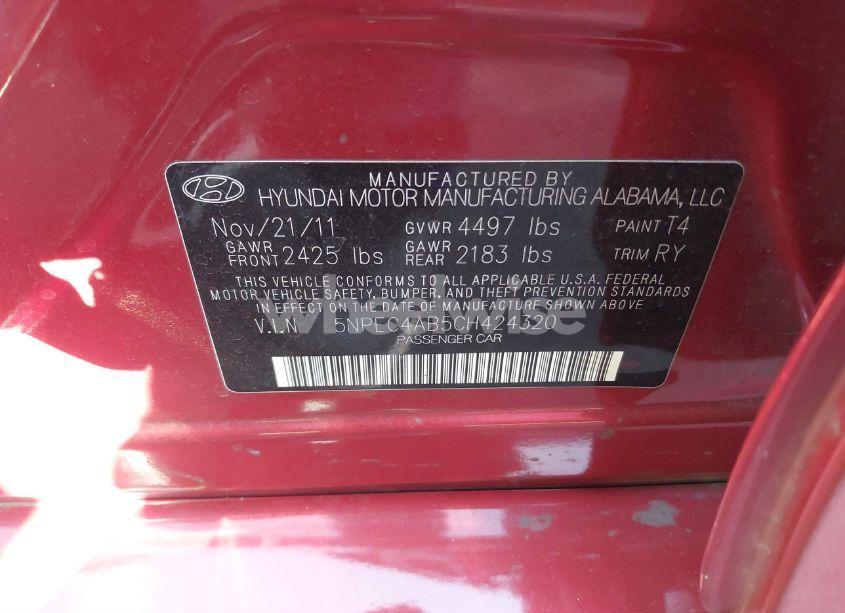 MANUFACTURED BY
HYUNDAI MOTOR MANUFACTURING ALABAMA, LLC
Nov/21/11 GVWR 4497 lbs PAINT T4
GAWR FRONT 2425 lbs GAWR REAR 2183 lbs TRIM RY
THIS VEHICLE CONFORMS TO ALL APPLICABLE U.S.A. FEDERAL
MOTOR VEHICLE SAFETY, BUMPER, AND THEFT PREVENTION STANDARDS
IN EFFECT ON THE DATE OF MANUFACTURE SHOWN ABOVE
V.I.N 5NPEC4AB5CH424320
PASSENGER CAR